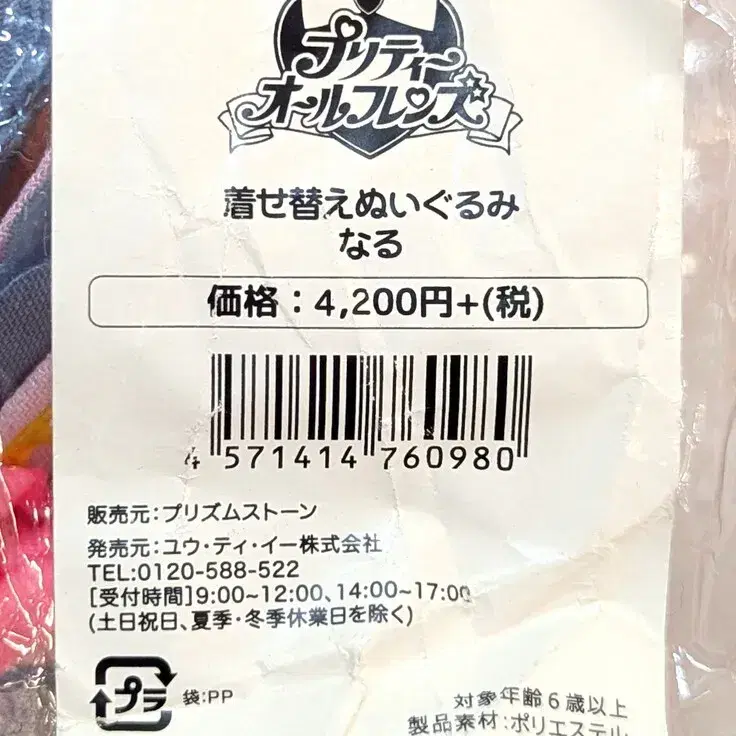 プリティー
オールフレンズ
着せ替えぬいぐるみ
なる
価格：4,200円+(税)
4 571414 760980
販売元：プリズムストーン
発売元：ユウ・ティ・イー株式会社
TEL:0120-588-522
[受付時間]9:00~12:00、14:00~17:00
(土日祝日、夏季・冬季休業日を除く)
プラ 袋:PP
対象年齢6歳以上
製品素材：ポリエステル